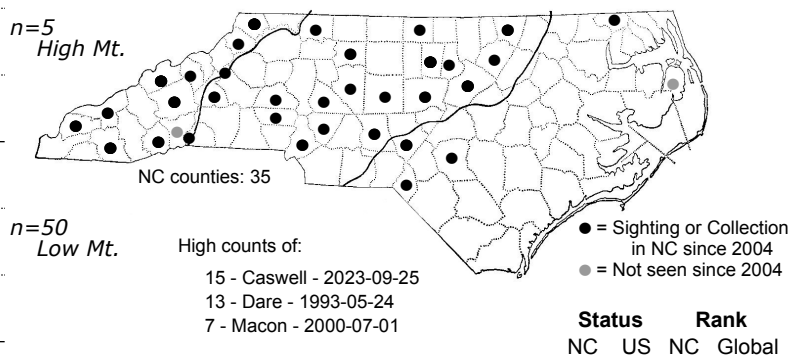 n=5
High Mt.
NC counties: 35
n=50
Low Mt.
High counts of:
15 - Caswell - 2023-09-25
13 - Dare - 1993-05-24
7 - Macon - 2000-07-01
● = Sighting or Collection
in NC since 2004
● = Not seen since 2004
Status Rank
NC US NC Global